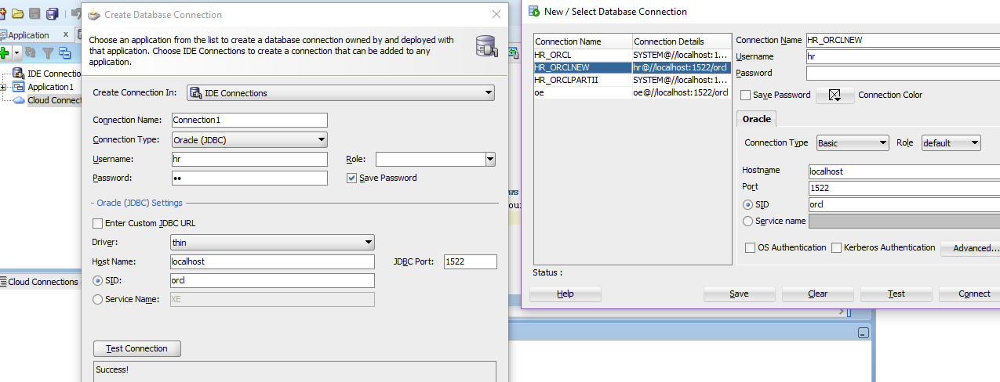 Create Database Connection
Application
IDE Connections
Application1
Cloud Connect
Cloud Connections
Choose an application from the list to create a database connection owned by and deployed with
that application. Choose IDE Connections to create a connection that can be added to any
application.
Create Connection In: IDE Connections
Connection Name: Connection1
Connection Type: Oracle (JDBC)
Username: hr Role:
Password: •• Save Password
Oracle (JDBC) Settings
Enter Custom JDBC URL
Driver: thin
Host Name: localhost JDBC Port: 1522
SID: orcl
Service Name: XE
Test Connection
Success!
New / Select Database Connection
Connection Name Connection Details
HR_ORCL SYSTEM@//localhost:1...
HR_ORCLNEW hr@//localhost:1522/orcl
HR_ORCLPARTII SYSTEM@//localhost:1...
oe oe@//localhost:1522/orcl
Connection Name HR_ORCLNEW
Username hr
Password
Save Password Connection Color
Oracle
Connection Type Basic Role default
Hostname localhost
Port 1522
SID orcl
Service name
OS Authentication Kerberos Authentication Advanced...
Status :
Help Save Clear Test Connect